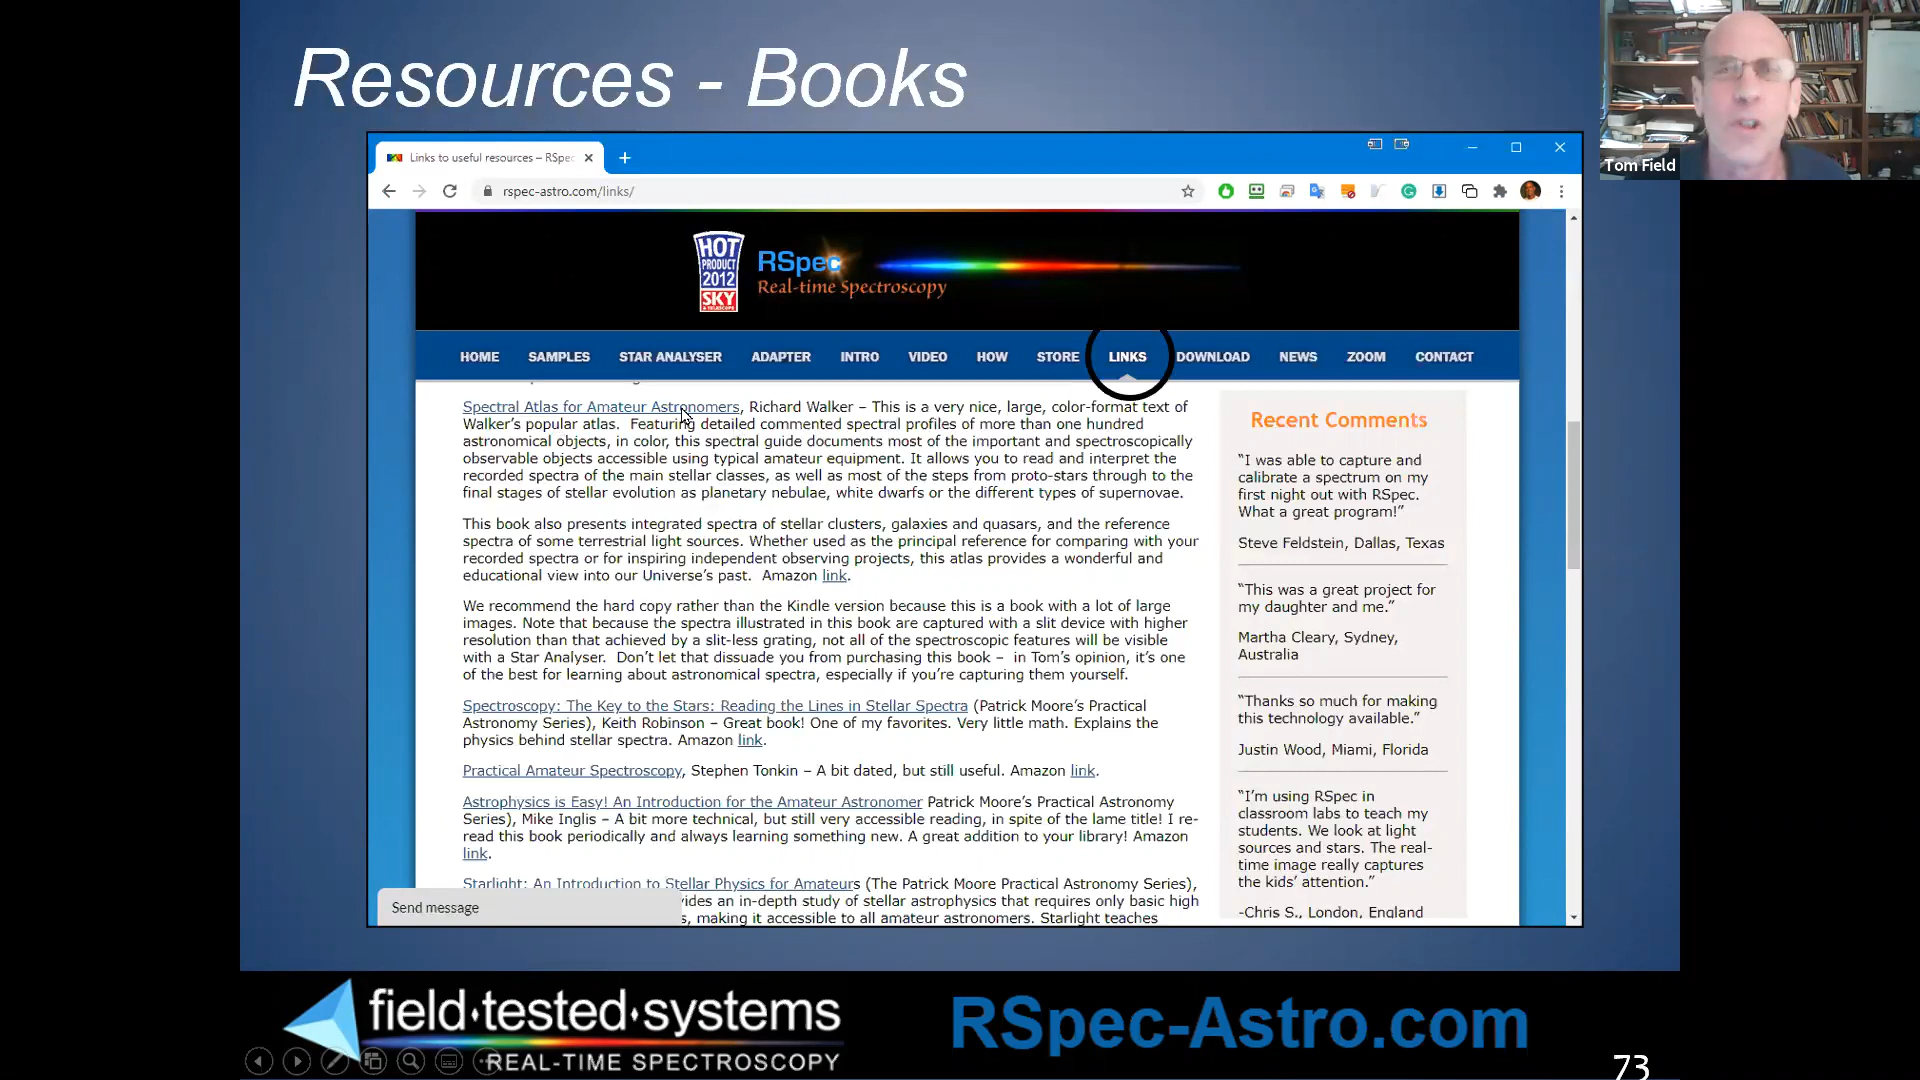 Resources - Books
Tom Field
Links to useful resources – RSpec
rspec-astro.com/links/
HOT
PRODUCT
2012
SKY
RSpec
Real-time Spectroscopy
HOME SAMPLES STAR ANALYSER ADAPTER INTRO VIDEO HOW STORE LINKS DOWNLOAD NEWS ZOOM CONTACT
Spectral Atlas for Amateur Astronomers, Richard Walker – This is a very nice, large, color-format text of
Walker’s popular atlas. Featuring detailed commented spectral profiles of more than one hundred
astronomical objects, in color, this spectral guide documents most of the important and spectroscopically
observable objects accessible using typical amateur equipment. It allows you to read and interpret the
recorded spectra of the main stellar classes, as well as most of the steps from proto-stars through to the
final stages of stellar evolution as planetary nebulae, white dwarfs or the different types of supernovae.
This book also presents integrated spectra of stellar clusters, galaxies and quasars, and the reference
spectra of some terrestrial light sources. Whether used as the principal reference for comparing with your
recorded spectra or for inspiring independent observing projects, this atlas provides a wonderful and
educational view into our Universe’s past. Amazon link.
We recommend the hard copy rather than the Kindle version because this is a book with a lot of large
images. Note that because the spectra illustrated in this book are captured with a slit device with higher
resolution than that achieved by a slit-less grating, not all of the spectroscopic features will be visible
with a Star Analyser. Don’t let that dissuade you from purchasing this book – in Tom’s opinion, it’s one
of the best for learning about astronomical spectra, especially if you’re capturing them yourself.
Spectroscopy: The Key to the Stars: Reading the Lines in Stellar Spectra (Patrick Moore’s Practical
Astronomy Series), Keith Robinson – Great book! One of my favorites. Very little math. Explains the
physics behind stellar spectra. Amazon link.
Practical Amateur Spectroscopy, Stephen Tonkin – A bit dated, but still useful. Amazon link.
Astrophysics is Easy! An Introduction for the Amateur Astronomer Patrick Moore’s Practical Astronomy
Series), Mike Inglis – A bit more technical, but still very accessible reading, in spite of the lame title! I re-
read this book periodically and always learning something new. A great addition to your library! Amazon
link.
Starlight: An Introduction to Stellar Physics for Amateurs (The Patrick Moore Practical Astronomy Series),
vides an in-depth study of stellar astrophysics that requires only basic high
s, making it accessible to all amateur astronomers. Starlight teaches
Send message
Recent Comments
“I was able to capture and
calibrate a spectrum on my
first night out with RSpec.
What a great program!”
Steve Feldstein, Dallas, Texas
“This was a great project for
my daughter and me.”
Martha Cleary, Sydney,
Australia
“Thanks so much for making
this technology available.”
Justin Wood, Miami, Florida
“I’m using RSpec in
classroom labs to teach my
students. We look at light
sources and stars. The real-
time image really captures
the kids’ attention.”
-Chris S., London, England
field·tested·systems
REAL-TIME SPECTROSCOPY
RSpec-Astro.com
73